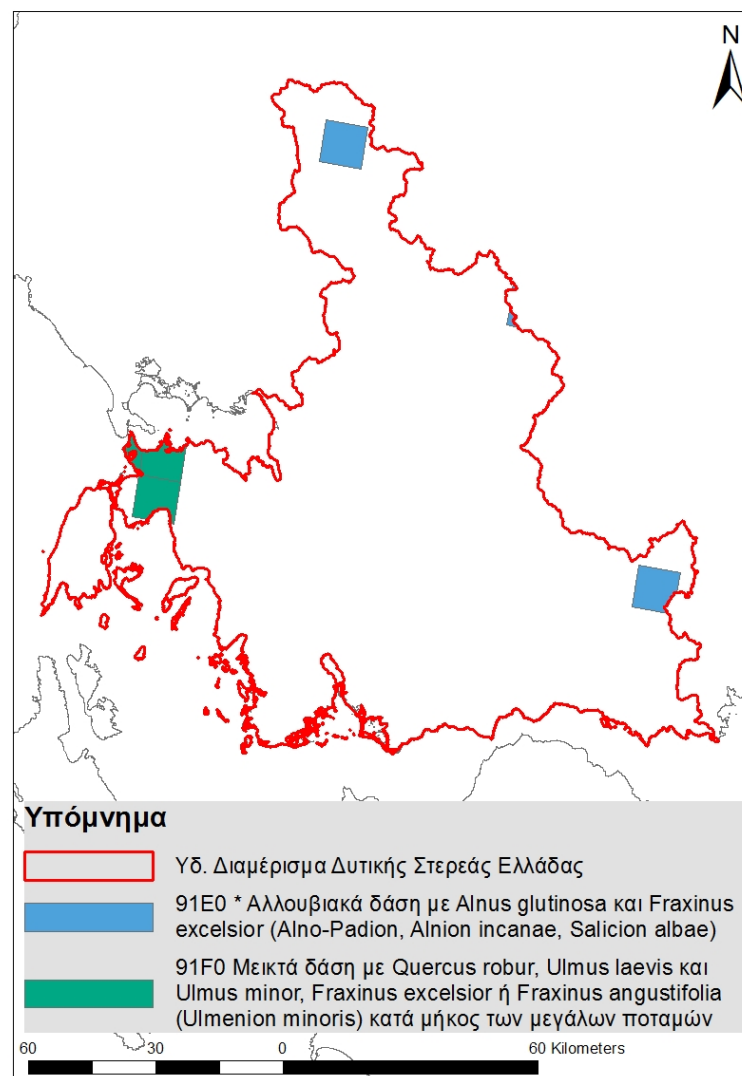 N
Υπόμνημα
Υδ. Διαμέρισμα Δυτικής Στερεάς Ελλάδας
91E0 * Αλλουβιακά δάση με Alnus glutinosa και Fraxinus
excelsior (Alno-Padion, Alnion incanae, Salicion albae)
91F0 Μεικτά δάση με Quercus robur, Ulmus laevis και
Ulmus minor, Fraxinus excelsior ή Fraxinus angustifolia
(Ulmenion minoris) κατά μήκος των μεγάλων ποταμών
60 30 0 60 Kilometers